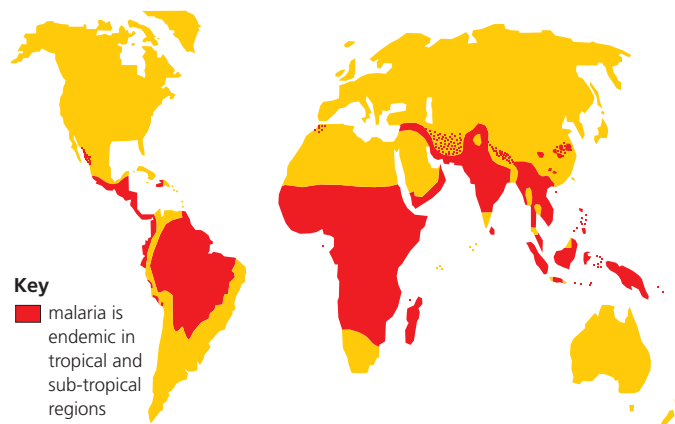 Key
malaria is
endemic in
tropical and
sub-tropical
regions